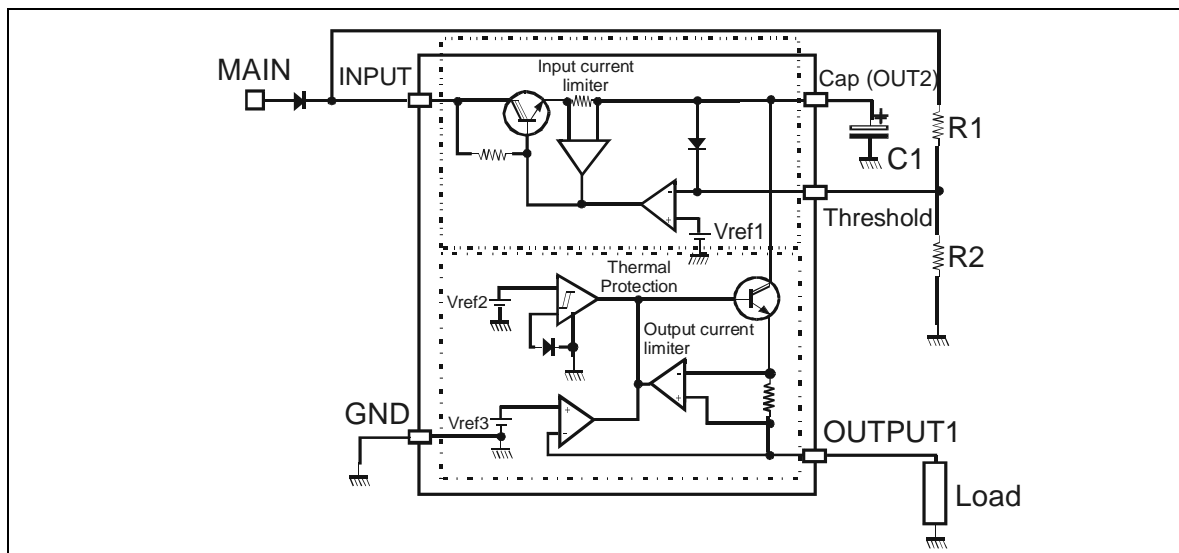 MAIN
INPUT
Input current
limiter
Cap (OUT2)
+
C1
R1
-
+
Vref1
Threshold
R2
Thermal
Protection
Vref2
Output current
limiter
-
+
GND
Vref3
+
-
OUTPUT1
Load